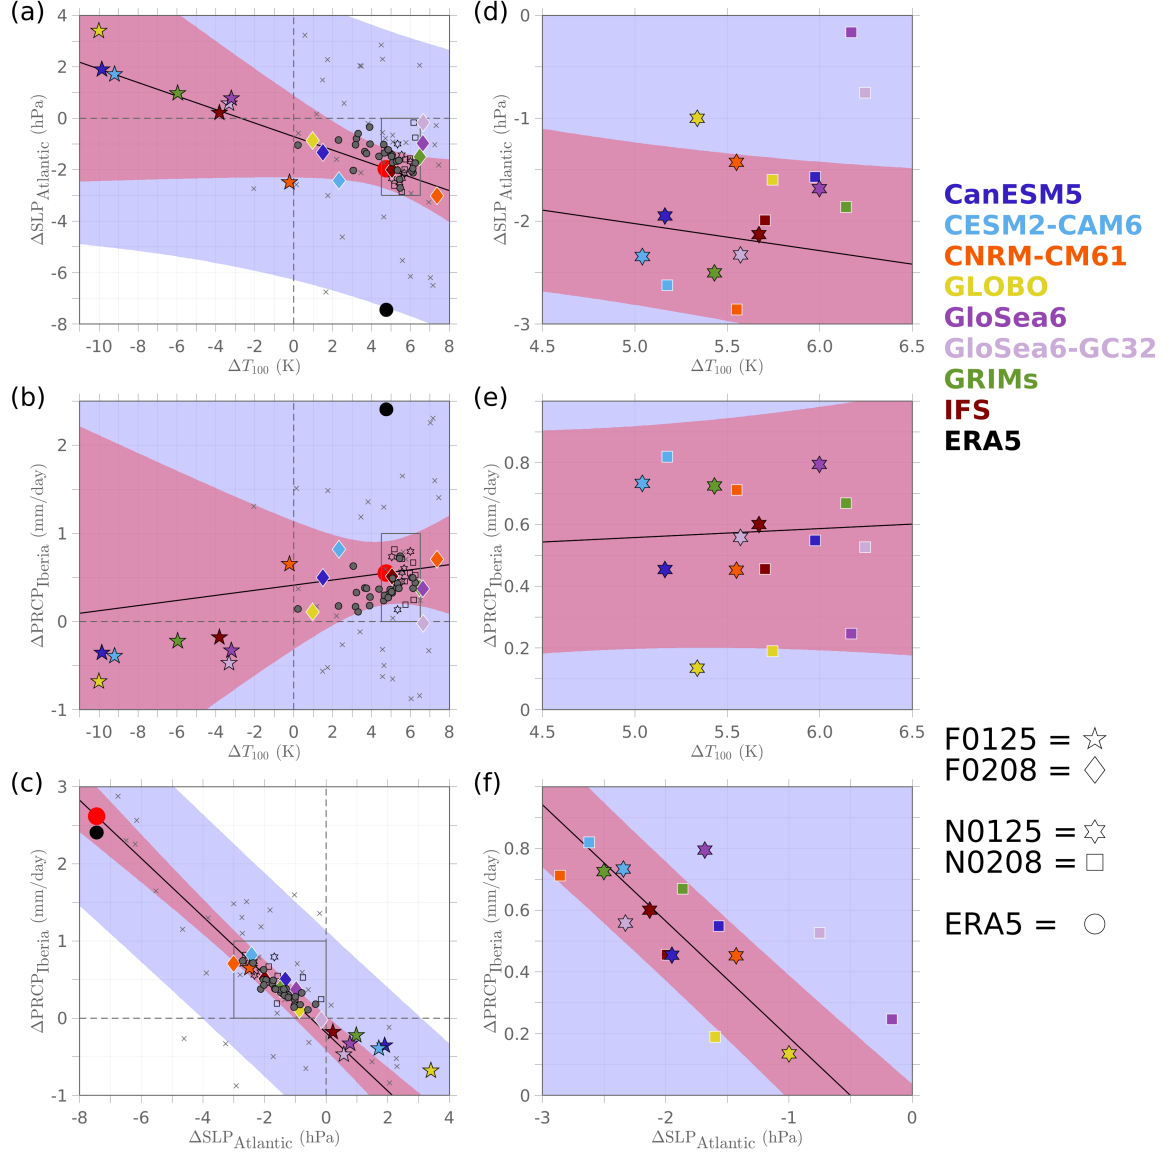 (a)
4
2
0
-2
-4
-6
-8
ΔSLP_Atlantic (hPa)
-10 -8 -6 -4 -2 0 2 4 6 8
ΔT₁₀₀ (K)
(d)
0
-1
-2
-3
ΔSLP_Atlantic (hPa)
4.5 5.0 5.5 6.0 6.5
ΔT₁₀₀ (K)
CanESM5
CESM2-CAM6
CNRM-CM61
GLOBO
GloSea6
GloSea6-GC32
GRIMs
IFS
ERA5
(b)
2
1
0
-1
ΔPRCP_Iberia (mm/day)
-10 -8 -6 -4 -2 0 2 4 6 8
ΔT₁₀₀ (K)
(e)
0.8
0.6
0.4
0.2
0
ΔPRCP_Iberia (mm/day)
4.5 5.0 5.5 6.0 6.5
ΔT₁₀₀ (K)
F0125 =
F0208 =
N0125 =
N0208 =
ERA5 =
(c)
3
2
1
0
-1
ΔPRCP_Iberia (mm/day)
-8 -6 -4 -2 0 2 4
ΔSLP_Atlantic (hPa)
(f)
0.8
0.6
0.4
0.2
0
ΔPRCP_Iberia (mm/day)
-3 -2 -1 0
ΔSLP_Atlantic (hPa)